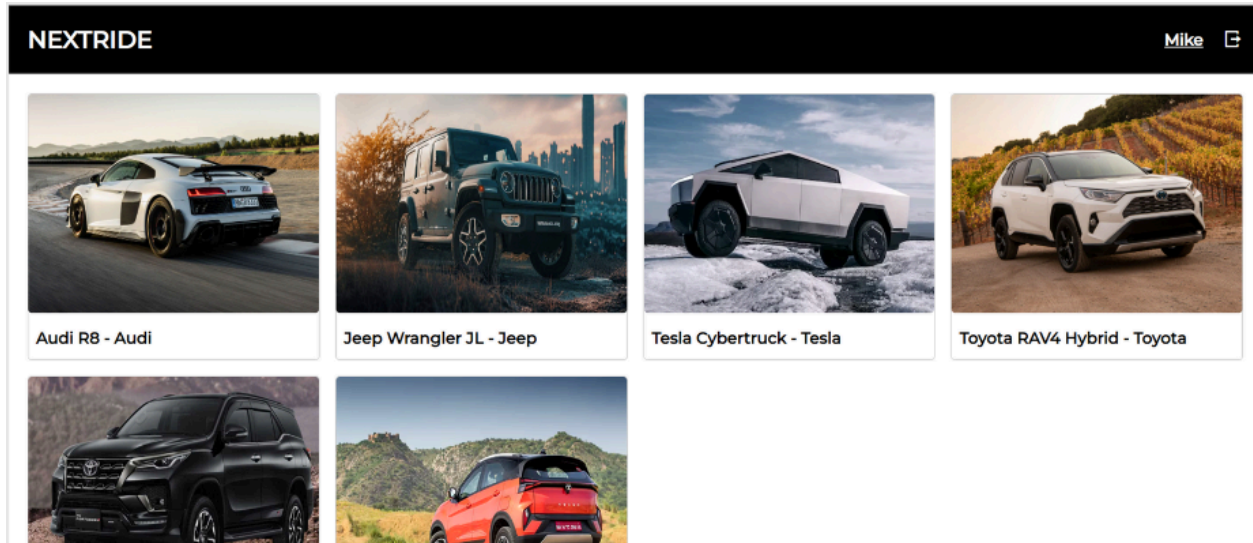 NEXTRIDE
Mike
Audi R8 - Audi
Jeep Wrangler JL - Jeep
Tesla Cybertruck - Tesla
Toyota RAV4 Hybrid - Toyota